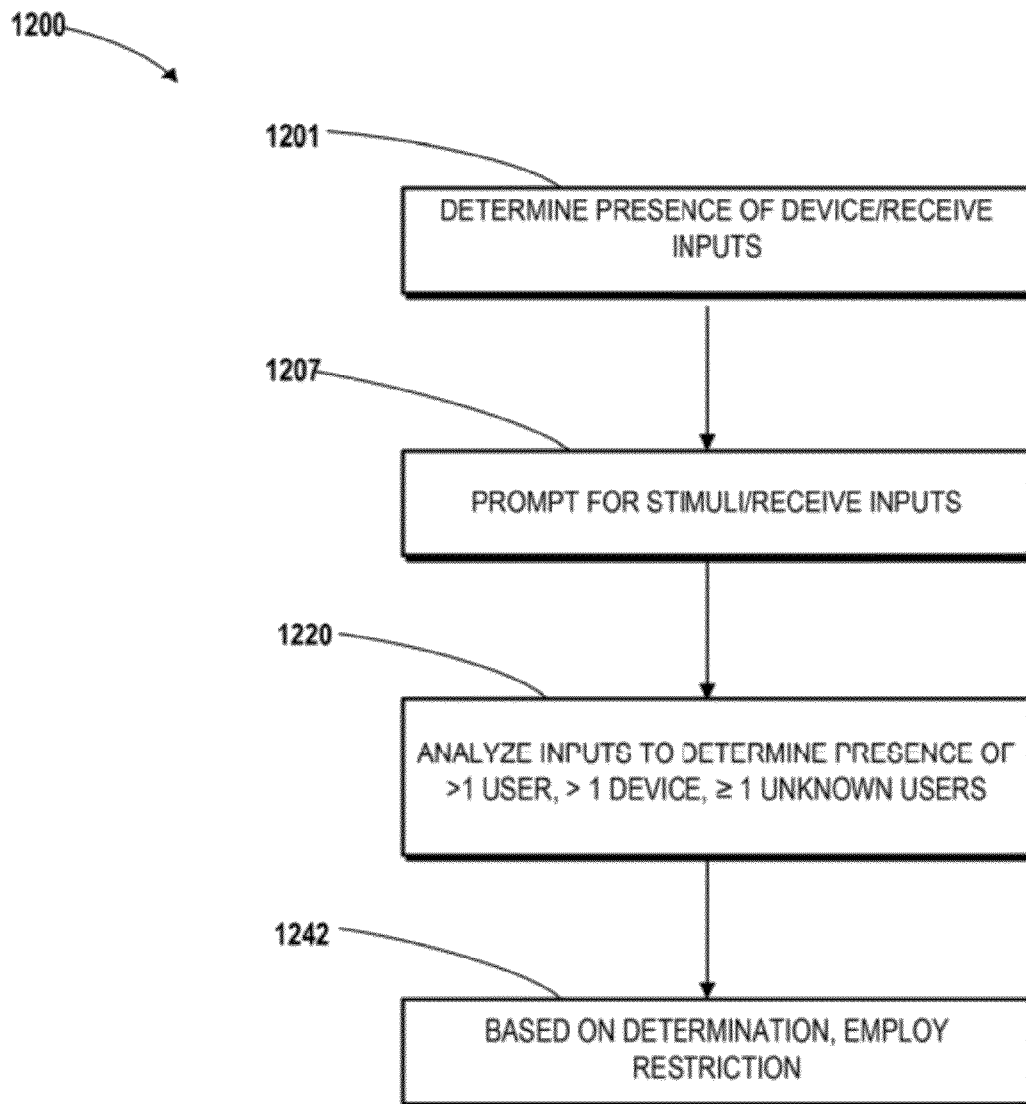 1200
1201
DETERMINE PRESENCE OF DEVICE/RECEIVE
INPUTS
1207
PROMPT FOR STIMULI/RECEIVE INPUTS
1220
ANALYZE INPUTS TO DETERMINE PRESENCE OF
>1 USER, > 1 DEVICE, ≥ 1 UNKNOWN USERS
1242
BASED ON DETERMINATION, EMPLOY
RESTRICTION